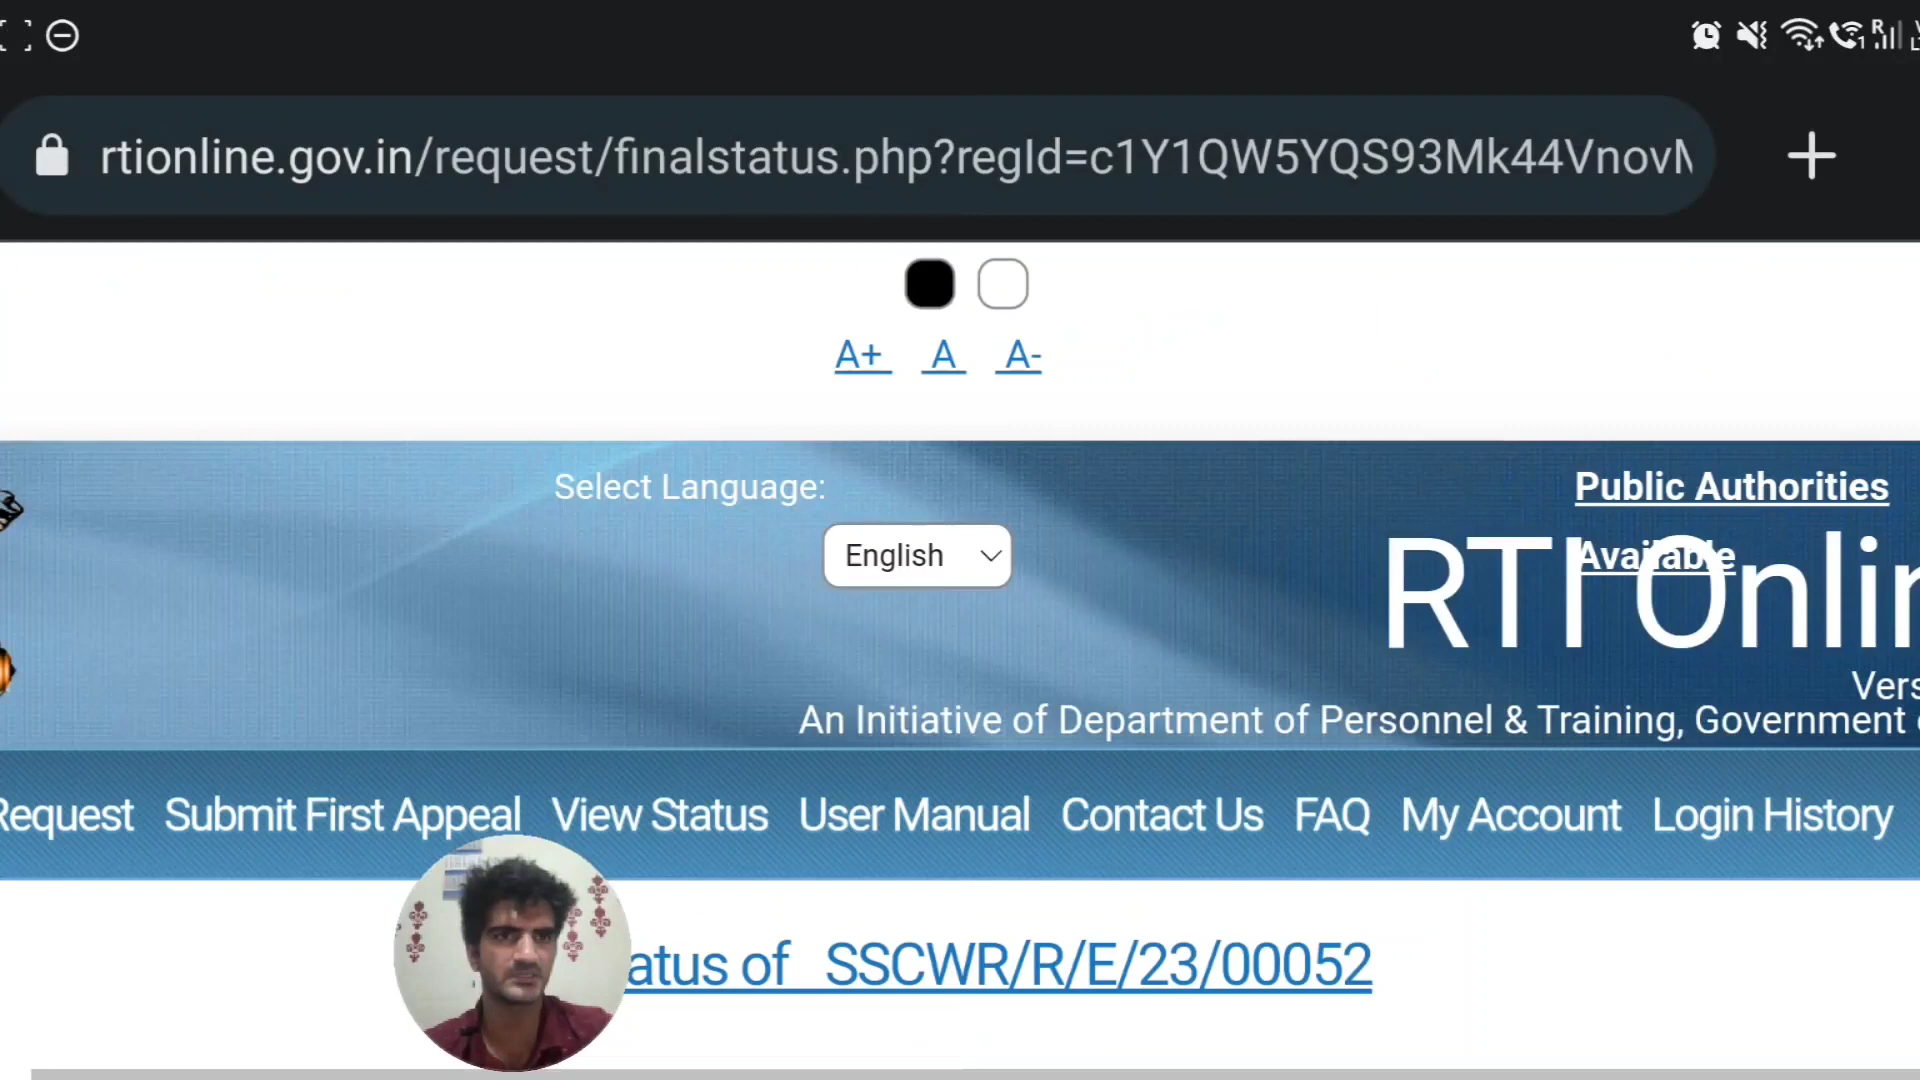 rtionline.gov.in/request/finalstatus.php?regId=c1Y1QW5YQS93Mk44Vnov
A+ A A-
Select Language:
Public Authorities
Available
English
RTI Onlin
Vers
An Initiative of Department of Personnel & Training, Government
Request Submit First Appeal View Status User Manual Contact Us FAQ My Account Login History
atus of SSCWR/R/E/23/00052